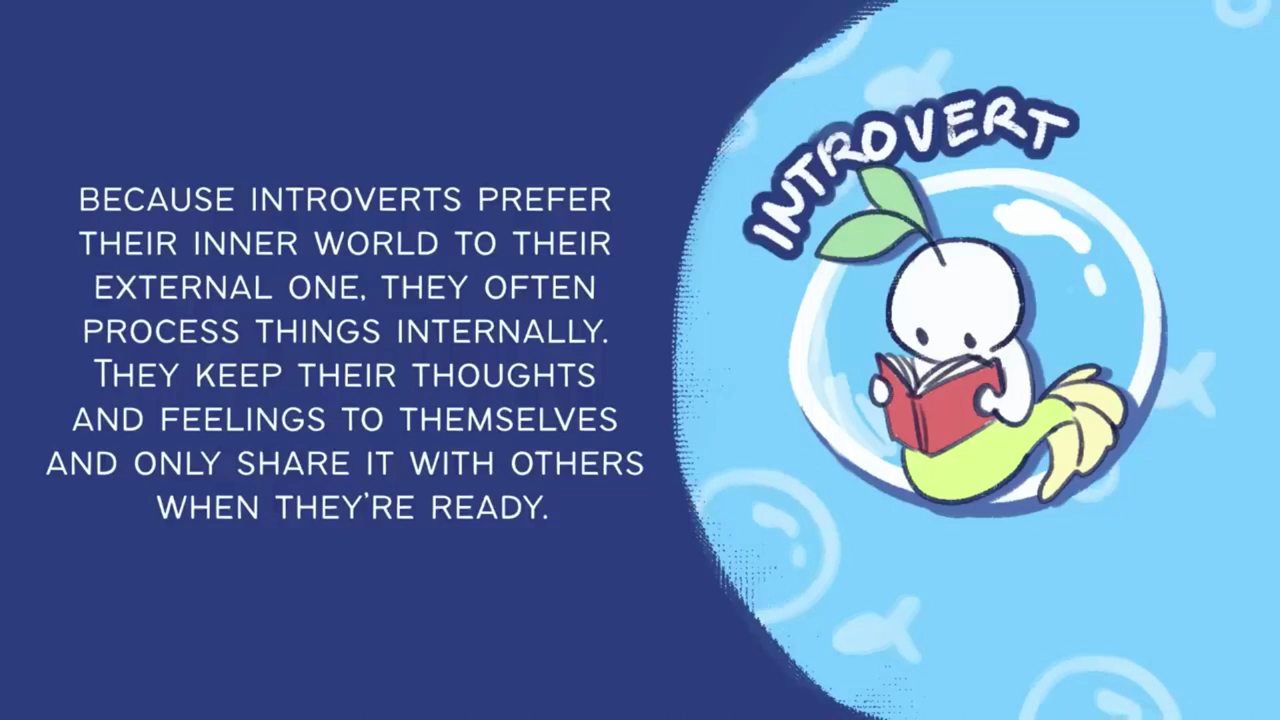 BECAUSE INTROVERTS PREFER
THEIR INNER WORLD TO THEIR
EXTERNAL ONE, THEY OFTEN
PROCESS THINGS INTERNALLY.
THEY KEEP THEIR THOUGHTS
AND FEELINGS TO THEMSELVES
AND ONLY SHARE IT WITH OTHERS
WHEN THEY'RE READY.
INTROVERT